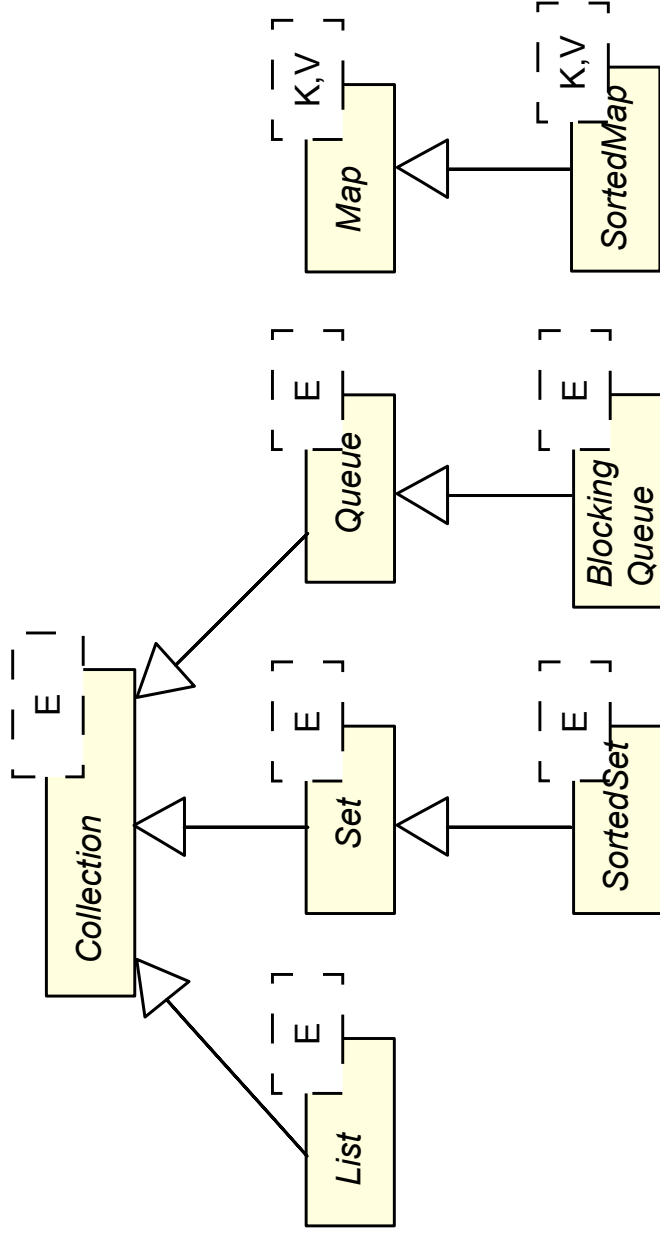 E
Collection
E
List
E
Set
E
Queue
K,V
Map
E
SortedSet
E
Blocking
Queue
K,V
SortedMap